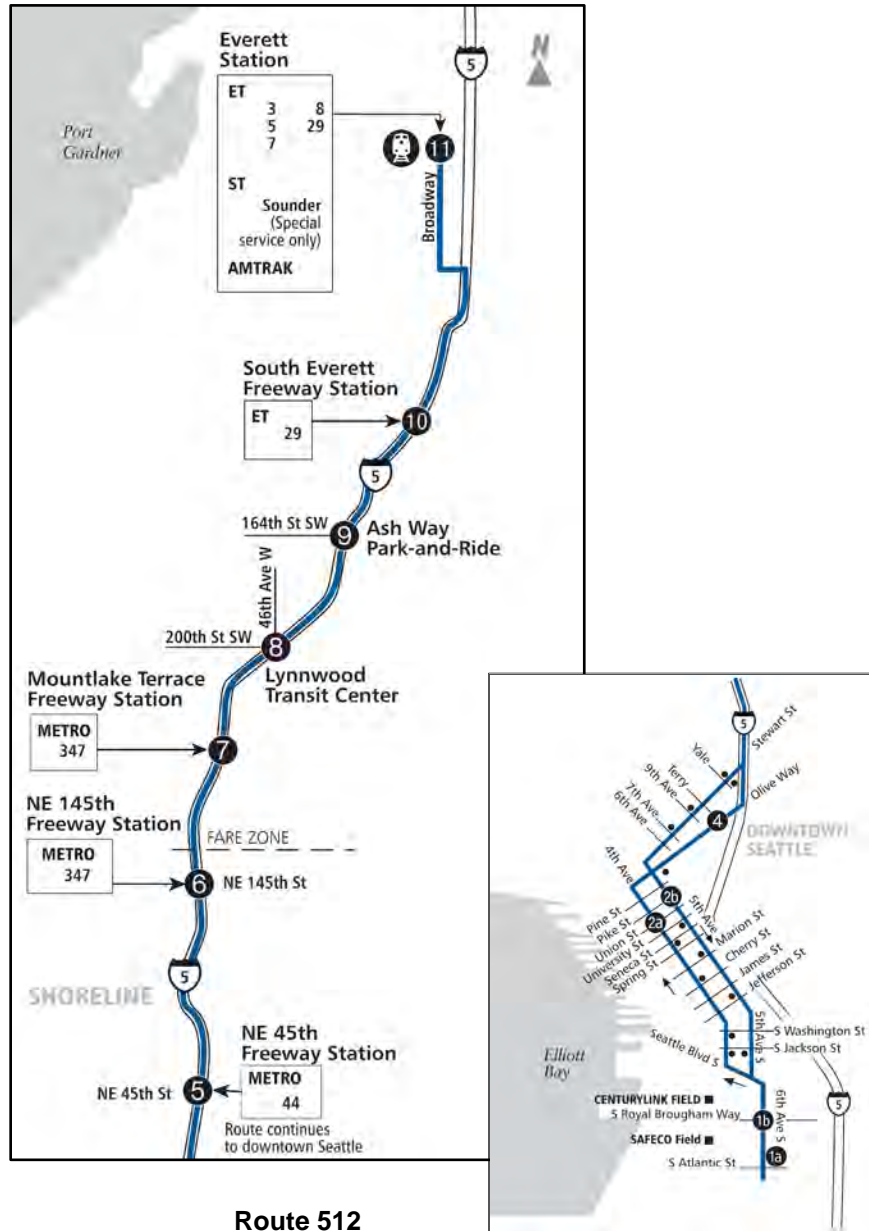 Everett
Station
ET
3 8
5 29
7
ST
Sounder
(Special
service only)
AMTRAK
5
N
Port
Gardner
11
Broadway
South Everett
Freeway Station
ET
29
10
5
164th St SW
9
Ash Way
Park-and-Ride
46th Ave W
200th St SW
8
Lynnwood
Transit Center
Mountlake Terrace
Freeway Station
METRO
347
7
NE 145th
Freeway Station
METRO
347
FARE ZONE
6
NE 145th St
5
SHORELINE
NE 45th
Freeway Station
METRO
44
NE 45th St
5
Route continues
to downtown Seattle
Route 512
5
Stewart St
Yale
Terry
9th Ave
7th Ave
6th Ave
Olive Way
4
DOWNTOWN
SEATTLE
4th Ave
2b
5th Ave
2a
Pine St
Pike St
Union St
University St
Seneca St
Spring St
Marion St
Cherry St
James St
Jefferson St
5th Ave S
S Washington St
S Jackson St
Seattle Blvd S
Elliott
Bay
CENTURYLINK FIELD
S Royal Brougham Way
1b
6th Ave S
5
SAFECO Field
1a
S Atlantic St